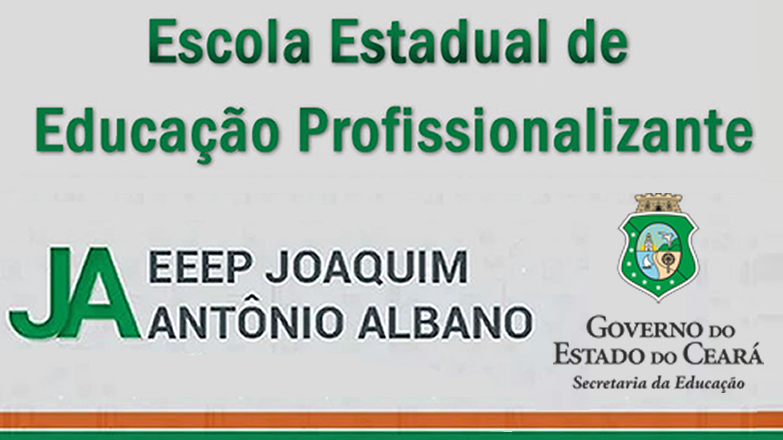 Escola Estadual de
Educação Profissionalizante
JA
EEEP JOAQUIM
ANTÔNIO ALBANO
GOVERNO DO
ESTADO DO CEARÁ
Secretaria da Educação